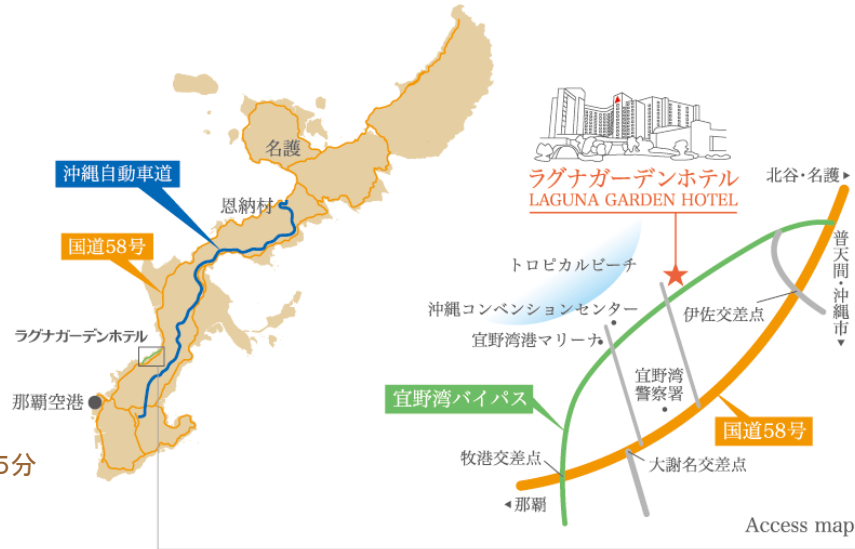 名護
沖縄自動車道
恩納村
国道58号
ラグナガーデンホテル
那覇空港
5分
ラグナガーデンホテル
LAGUNA GARDEN HOTEL
北谷・名護▶
普天間・沖縄市▼
トロピカルビーチ
沖縄コンベンションセンター
宜野湾港マリーナ
伊佐交差点
宜野湾
警察署
宜野湾バイパス
国道58号
牧港交差点
大謝名交差点
◀那覇
Access map